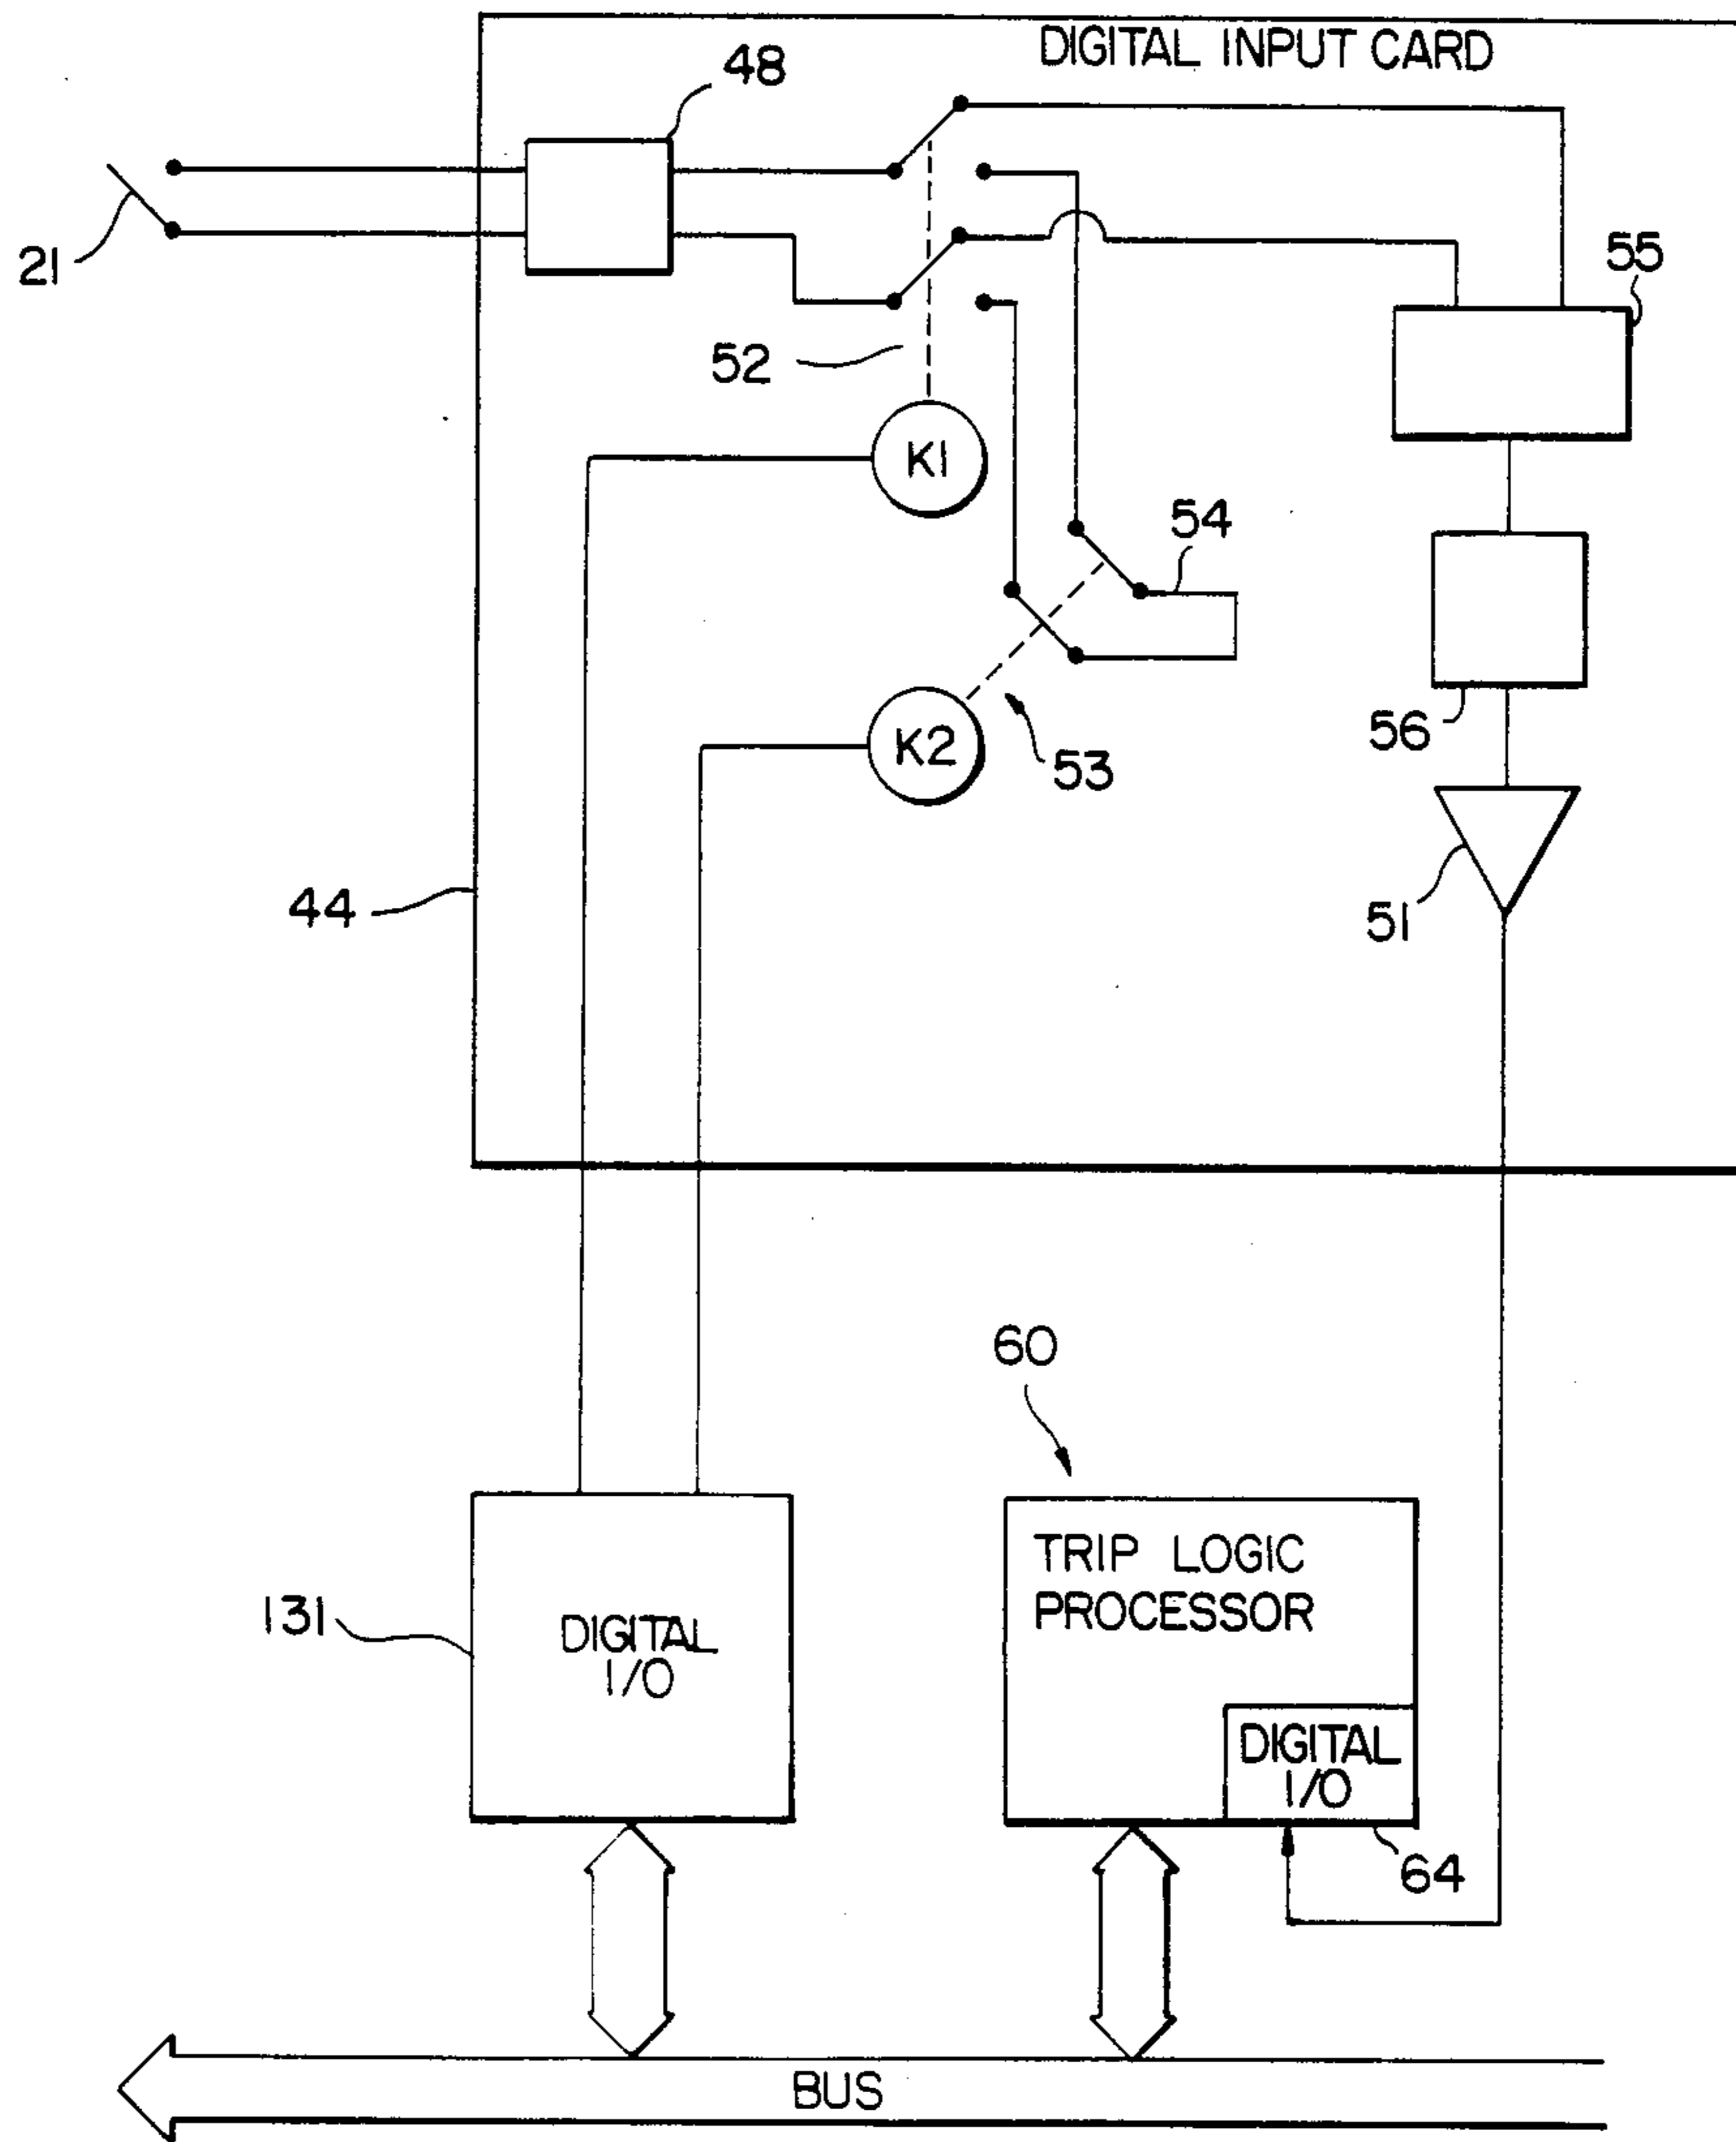 DIGITAL INPUT CARD
48
21
55
52
K1
54
56
K2
53
44
51
60
TRIP LOGIC
PROCESSOR
131
DIGITAL
I/O
DIGITAL
I/O
64
BUS